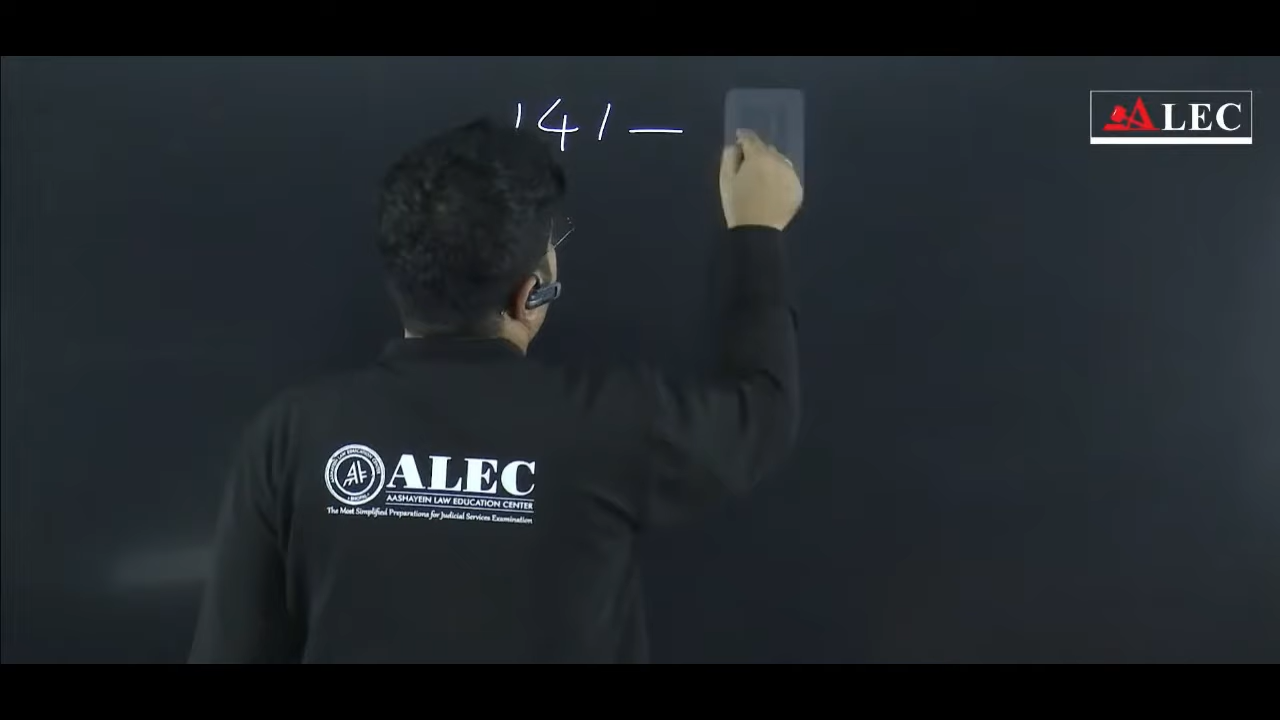 141 —
ALEC
ALEC
AASHAYEIN LAW EDUCATION CENTER
The Most Simplified Preparations for Judicial Services Examination